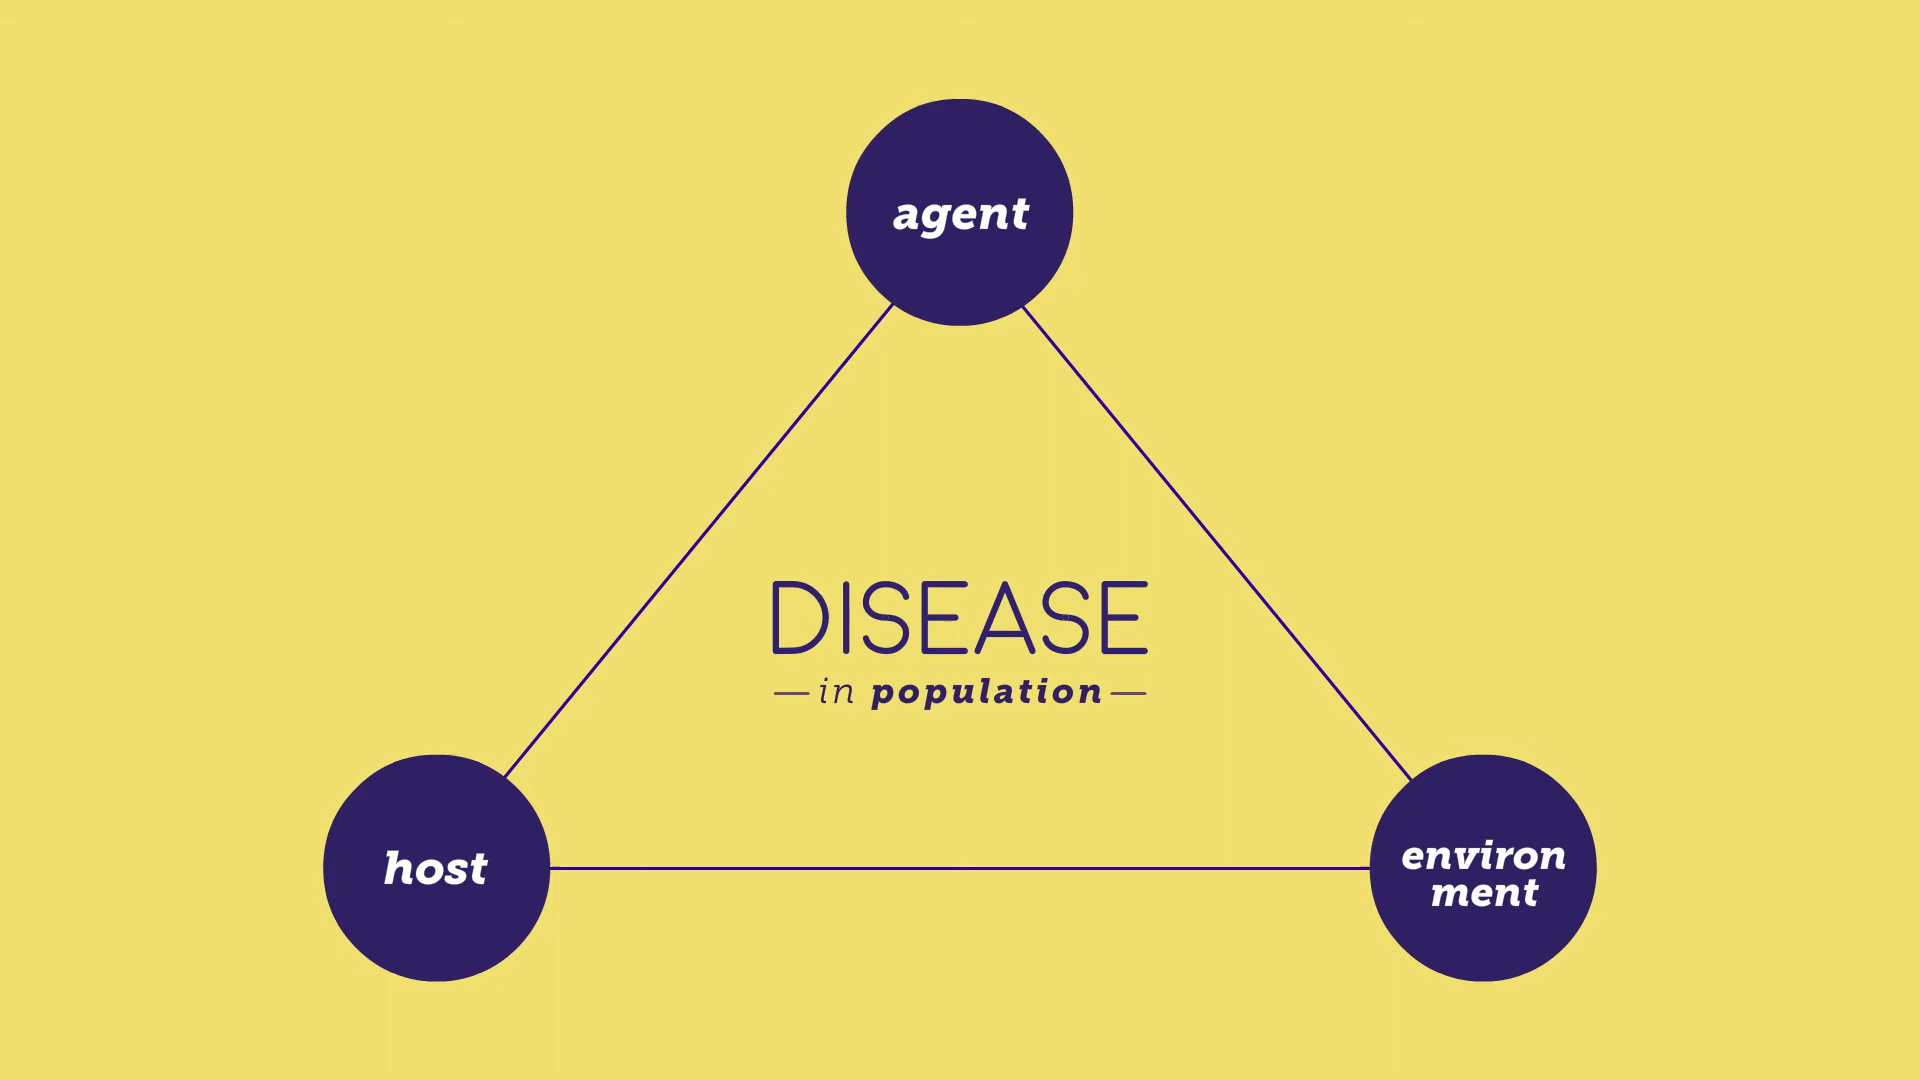 agent
DISEASE
in population
host
environ
ment